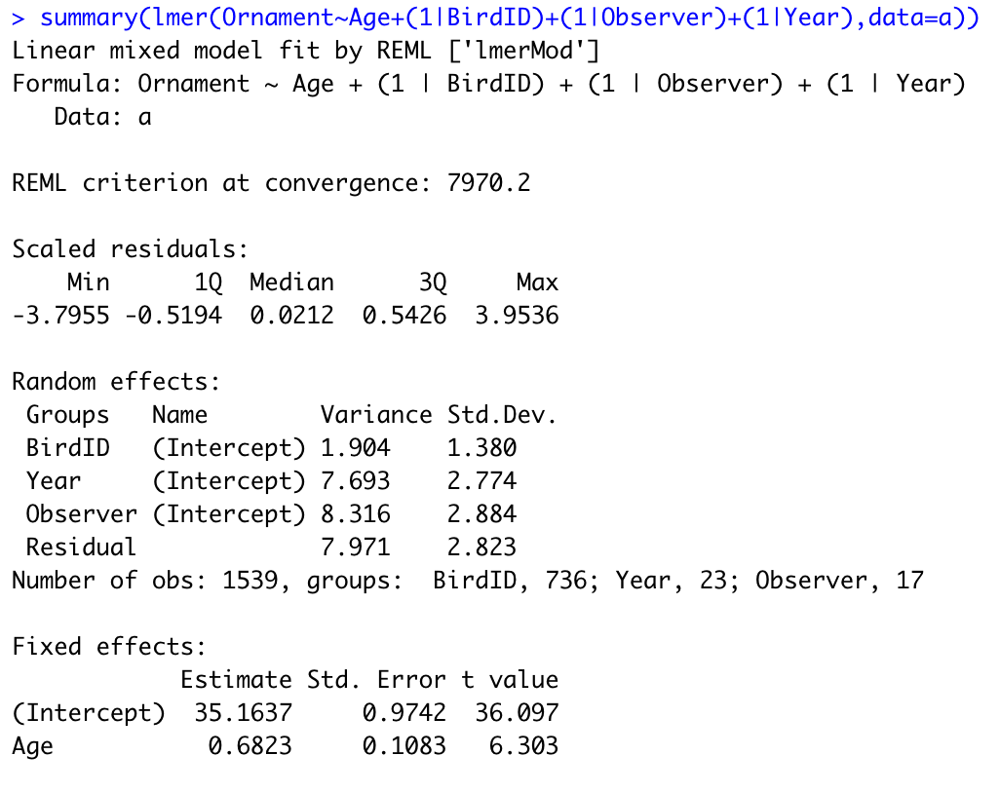 > summary(lmer(Ornament~Age+(1|BirdID)+(1|Observer)+(1|Year),data=a))
Linear mixed model fit by REML ['lmerMod']
Formula: Ornament ~ Age + (1 | BirdID) + (1 | Observer) + (1 | Year)
   Data: a

REML criterion at convergence: 7970.2

Scaled residuals:
    Min      1Q  Median      3Q     Max
-3.7955 -0.5194  0.0212  0.5426  3.9536

Random effects:
 Groups   Name        Variance Std.Dev.
 BirdID   (Intercept) 1.904    1.380
 Year     (Intercept) 7.693    2.774
 Observer (Intercept) 8.316    2.884
 Residual             7.971    2.823
Number of obs: 1539, groups:  BirdID, 736; Year, 23; Observer, 17

Fixed effects:
            Estimate Std. Error t value
(Intercept)  35.1637     0.9742  36.097
Age           0.6823     0.1083   6.303